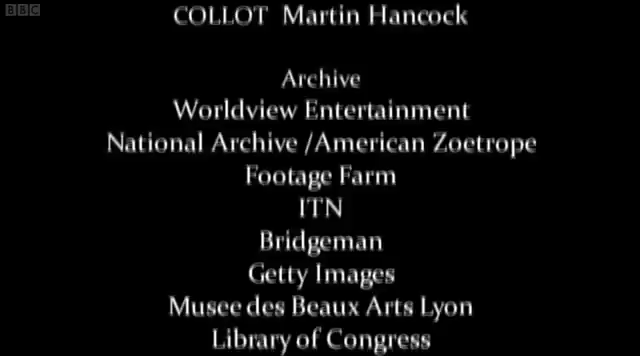 BBC
COLLOT Martin Hancock
Archive
Worldview Entertainment
National Archive /American Zoetrope
Footage Farm
ITN
Bridgeman
Getty Images
Musee des Beaux Arts Lyon
Library of Congress